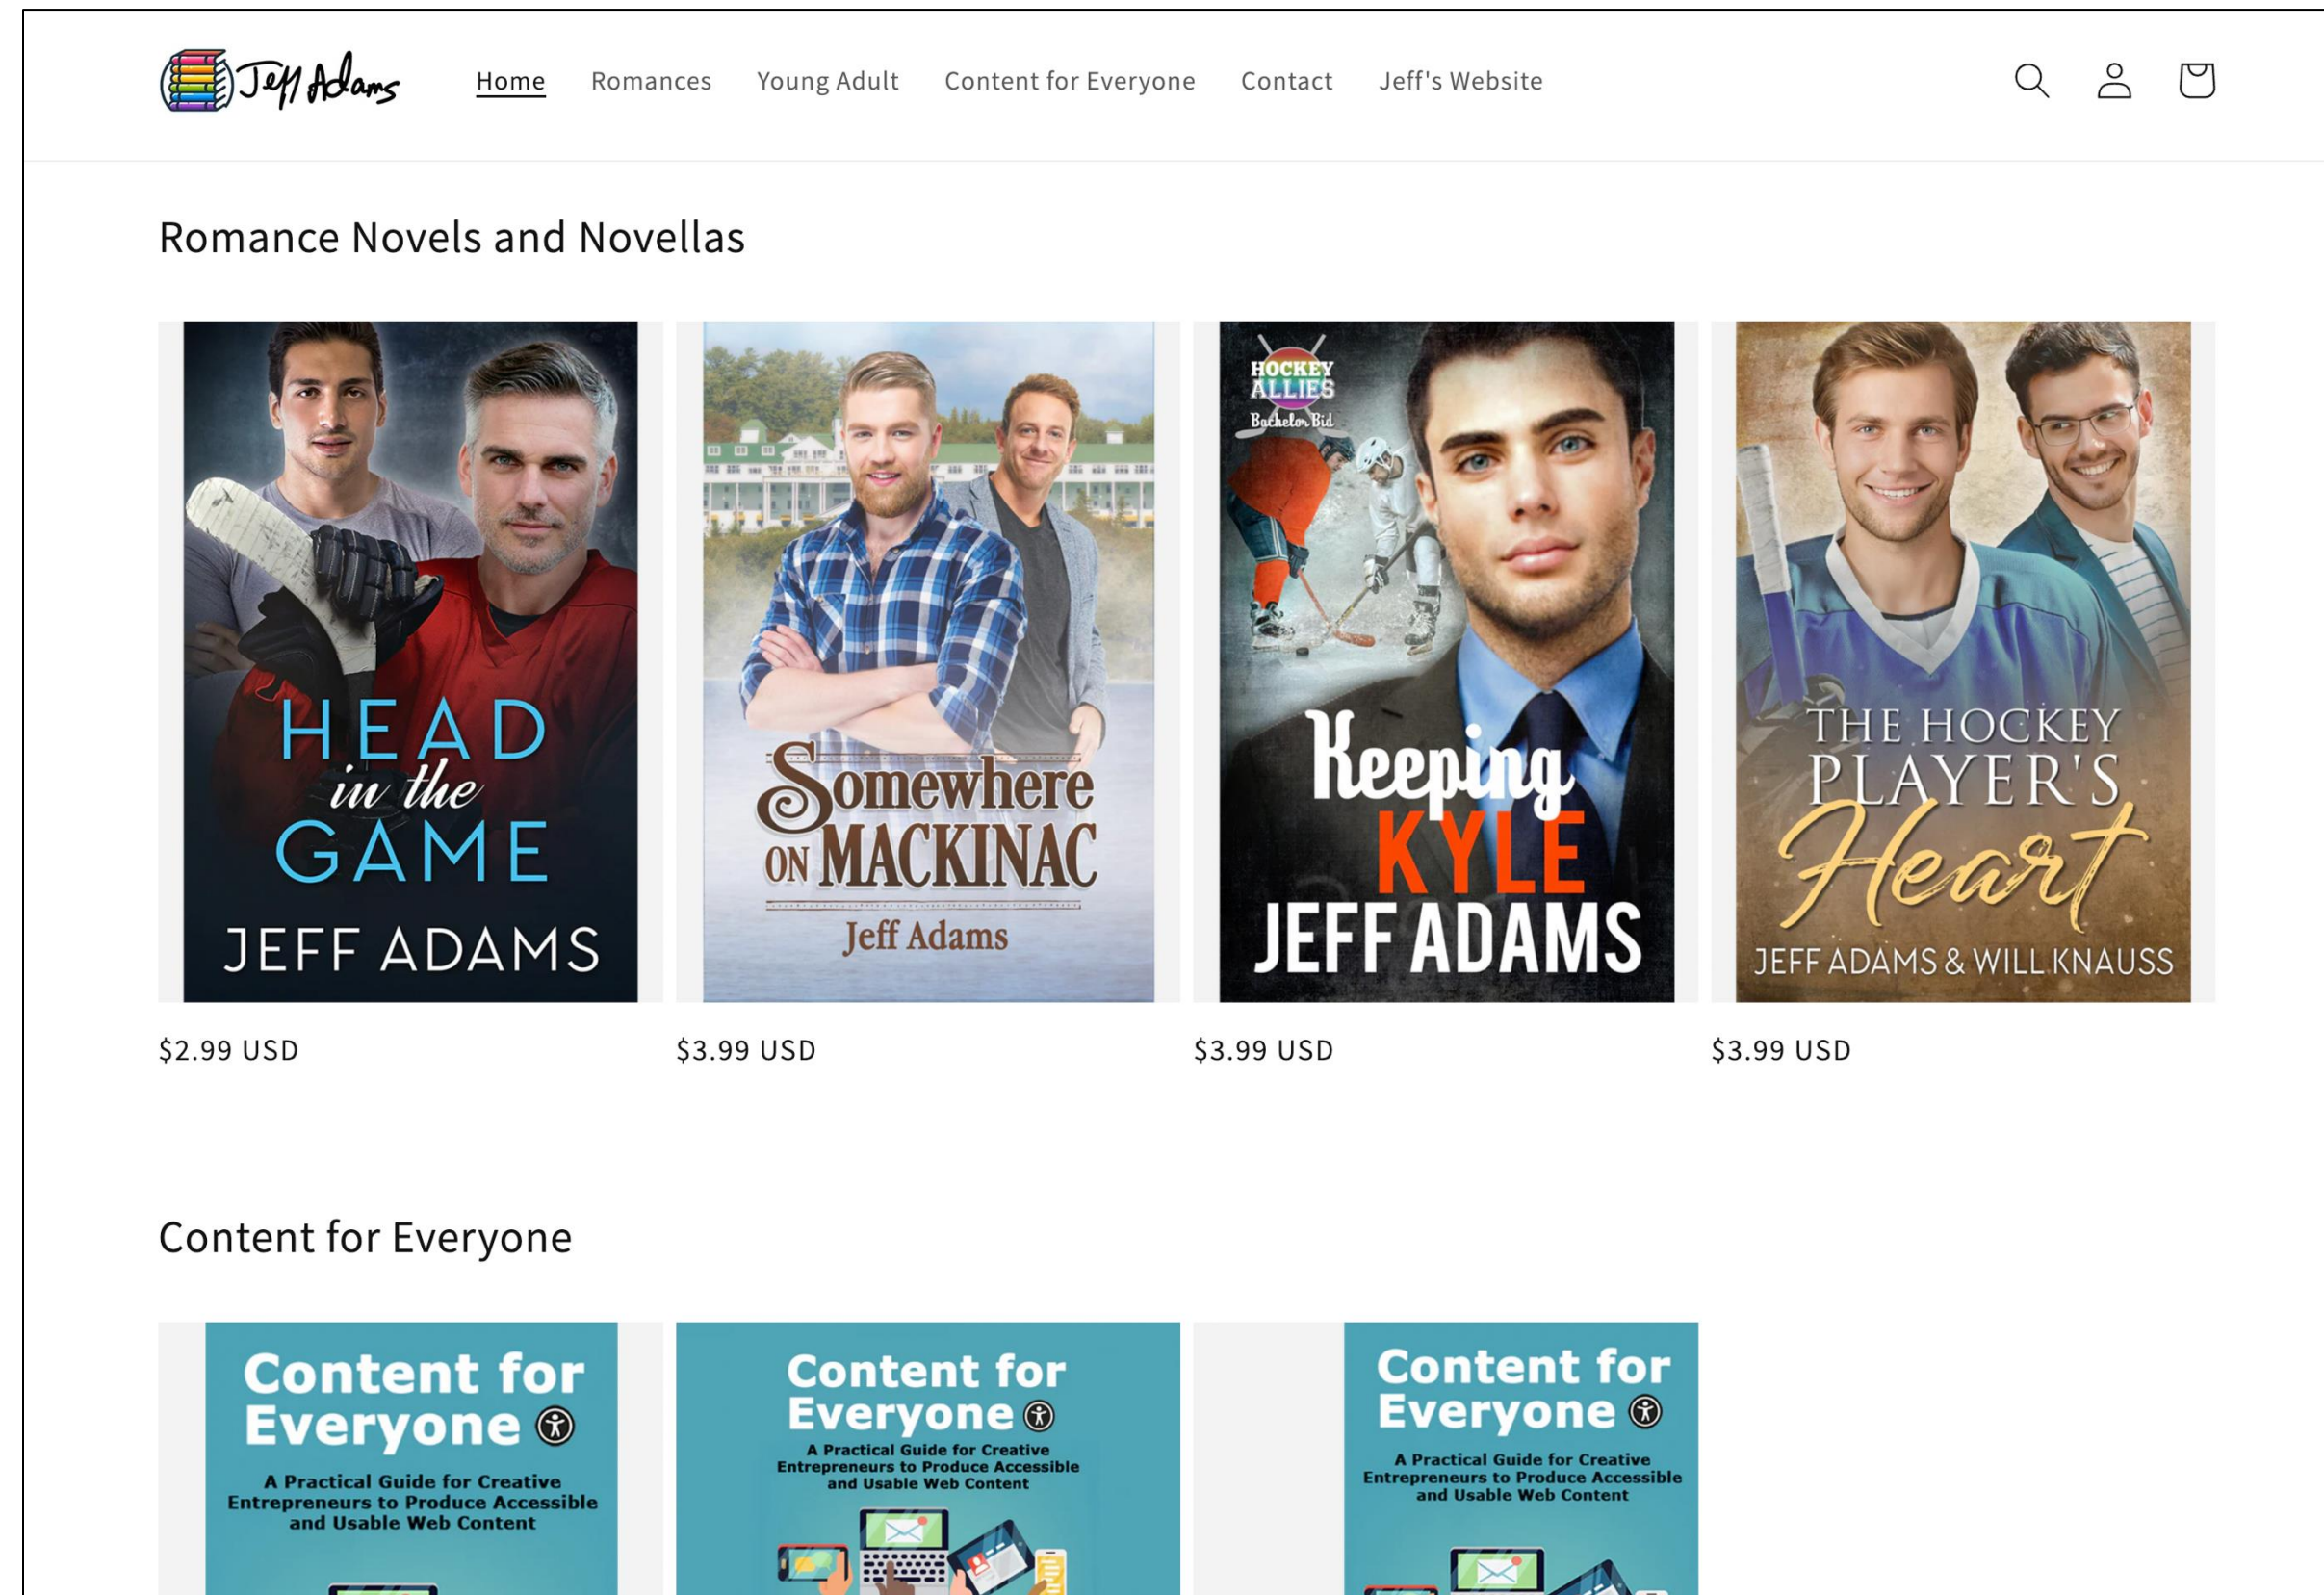 Jeff Adams
Home
Romances
Young Adult
Content for Everyone
Contact
Jeff's Website
Romance Novels and Novellas
HEAD
in the
GAME
JEFF ADAMS
$2.99 USD
Somewhere
ON MACKINAC
Jeff Adams
$3.99 USD
HOCKEY
ALLIES
Bachelor Bid
Keeping
KYLE
JEFF ADAMS
$3.99 USD
THE HOCKEY
PLAYER'S
Heart
JEFF ADAMS & WILL KNAUSS
$3.99 USD
Content for Everyone
Content for
Everyone
A Practical Guide for Creative
Entrepreneurs to Produce Accessible
and Usable Web Content
Content for
Everyone
A Practical Guide for Creative
Entrepreneurs to Produce Accessible
and Usable Web Content
Content for
Everyone
A Practical Guide for Creative
Entrepreneurs to Produce Accessible
and Usable Web Content